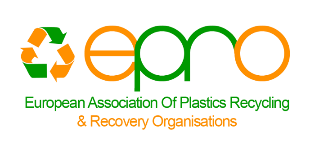 epro
European Association Of Plastics Recycling
& Recovery Organisations